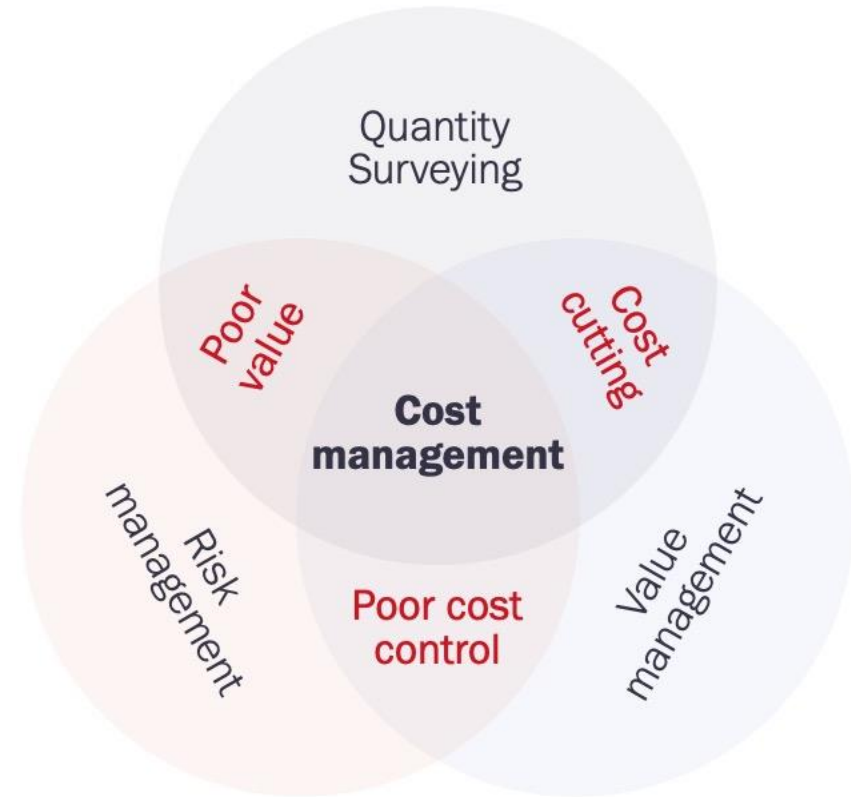 Quantity
Surveying
Poor
value
Cost
cutting
Cost
management
Risk
management
Value
management
Poor cost
control